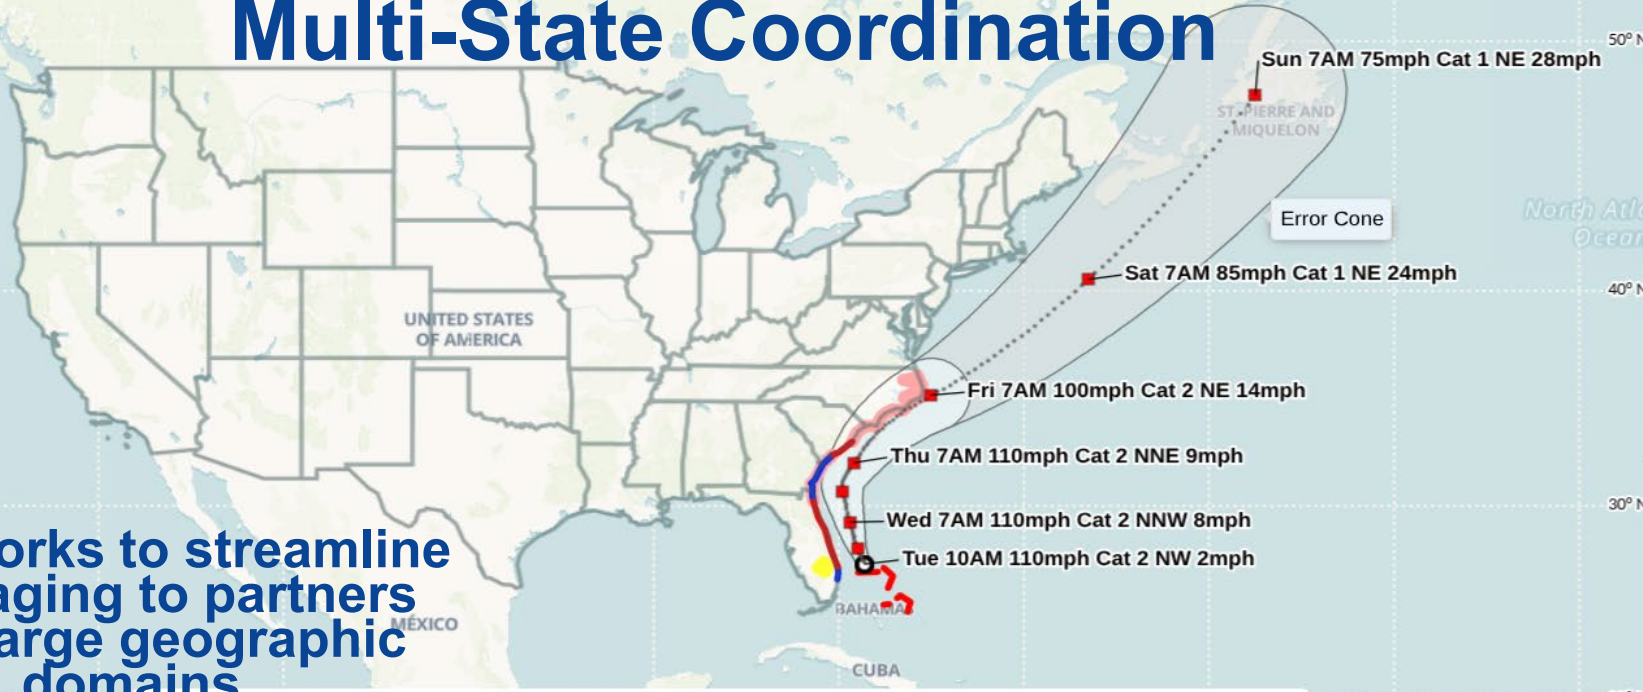 Multi-State Coordination
50° N
Sun 7AM 75mph Cat 1 NE 28mph
ST. PIERRE AND
MIQUELON
Error Cone
North Atl
Ocean
Sat 7AM 85mph Cat 1 NE 24mph
40° N
UNITED STATES
OF AMERICA
Fri 7AM 100mph Cat 2 NE 14mph
Thu 7AM 110mph Cat 2 NNE 9mph
30° N
Wed 7AM 110mph Cat 2 NNW 8mph
Tue 10AM 110mph Cat 2 NW 2mph
orks to streamline
aging to partners
arge geographic
domains
BAHAMAS
MÉXICO
CUBA